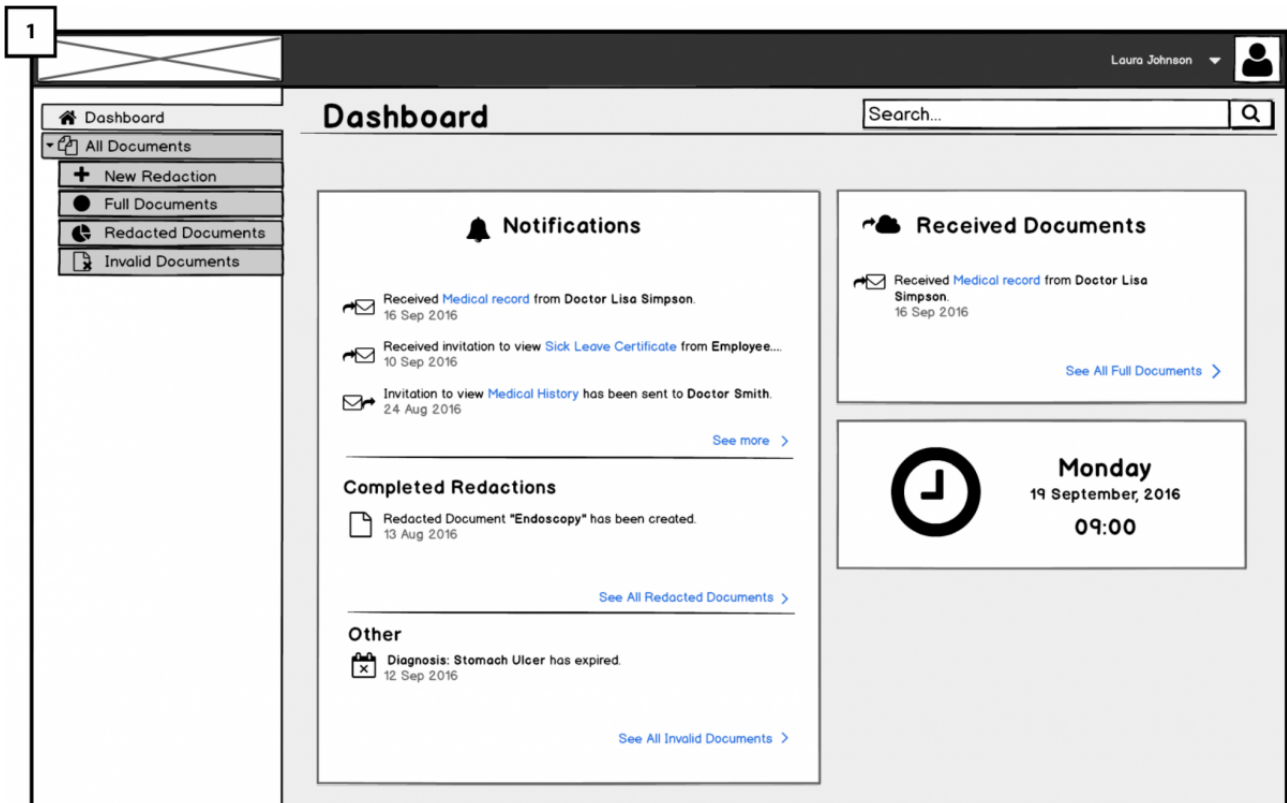 1
Laura Johnson
Dashboard
All Documents
New Redaction
Full Documents
Redacted Documents
Invalid Documents
Dashboard
Search...
Notifications
Received Medical record from Doctor Lisa Simpson.
16 Sep 2016
Received invitation to view Sick Leave Certificate from Employee....
10 Sep 2016
Invitation to view Medical History has been sent to Doctor Smith.
24 Aug 2016
See more
Completed Redactions
Redacted Document "Endoscopy" has been created.
13 Aug 2016
See All Redacted Documents
Other
Diagnosis: Stomach Ulcer has expired.
12 Sep 2016
See All Invalid Documents
Received Documents
Received Medical record from Doctor Lisa
Simpson.
16 Sep 2016
See All Full Documents
Monday
19 September, 2016
09:00